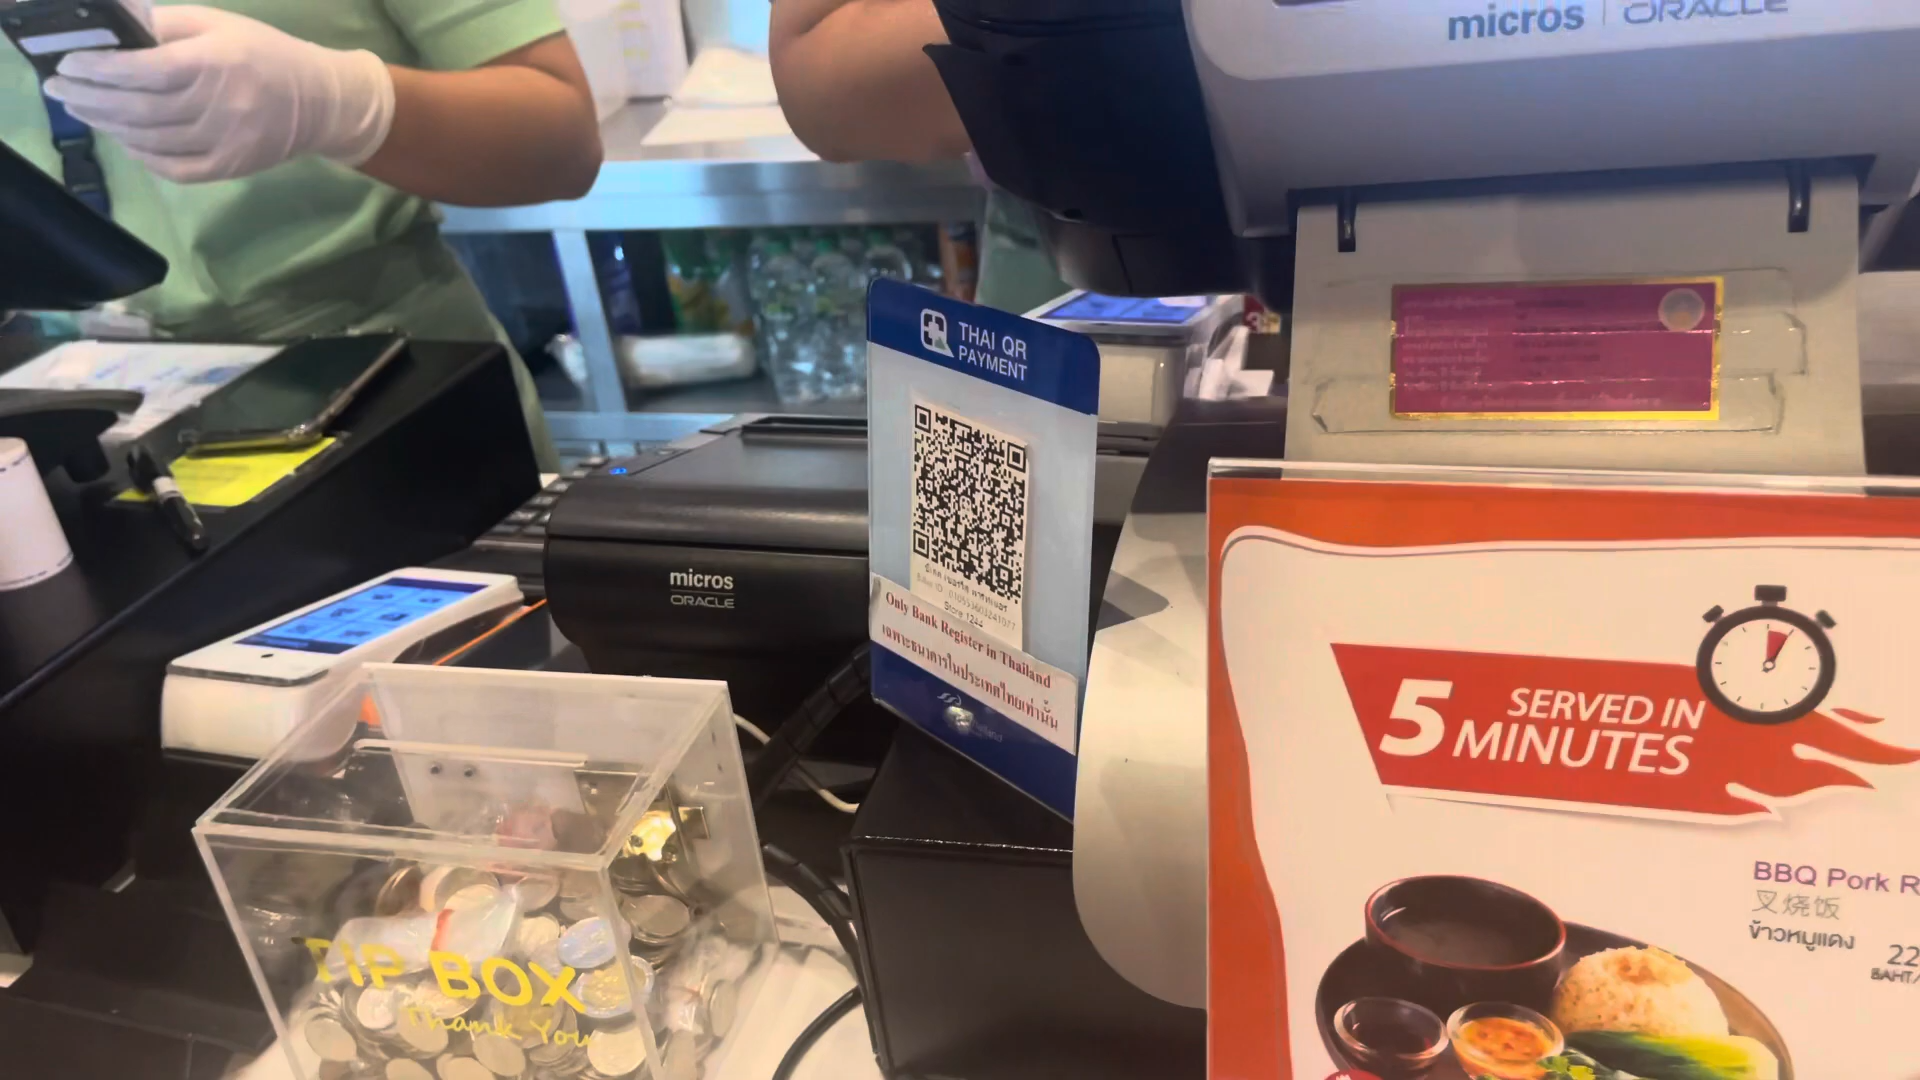 micros | ORACLE
THAI QR
PAYMENT
micros
ORACLE
Store 1244
Only Bank Register in Thailand
เฉพาะธนาคารในประเทศไทยเท่านั้น
5 SERVED IN
MINUTES
BBQ Pork R
叉烧饭
ข้าวหมูแดง
22
BAHT/
TIP BOX
Thank You